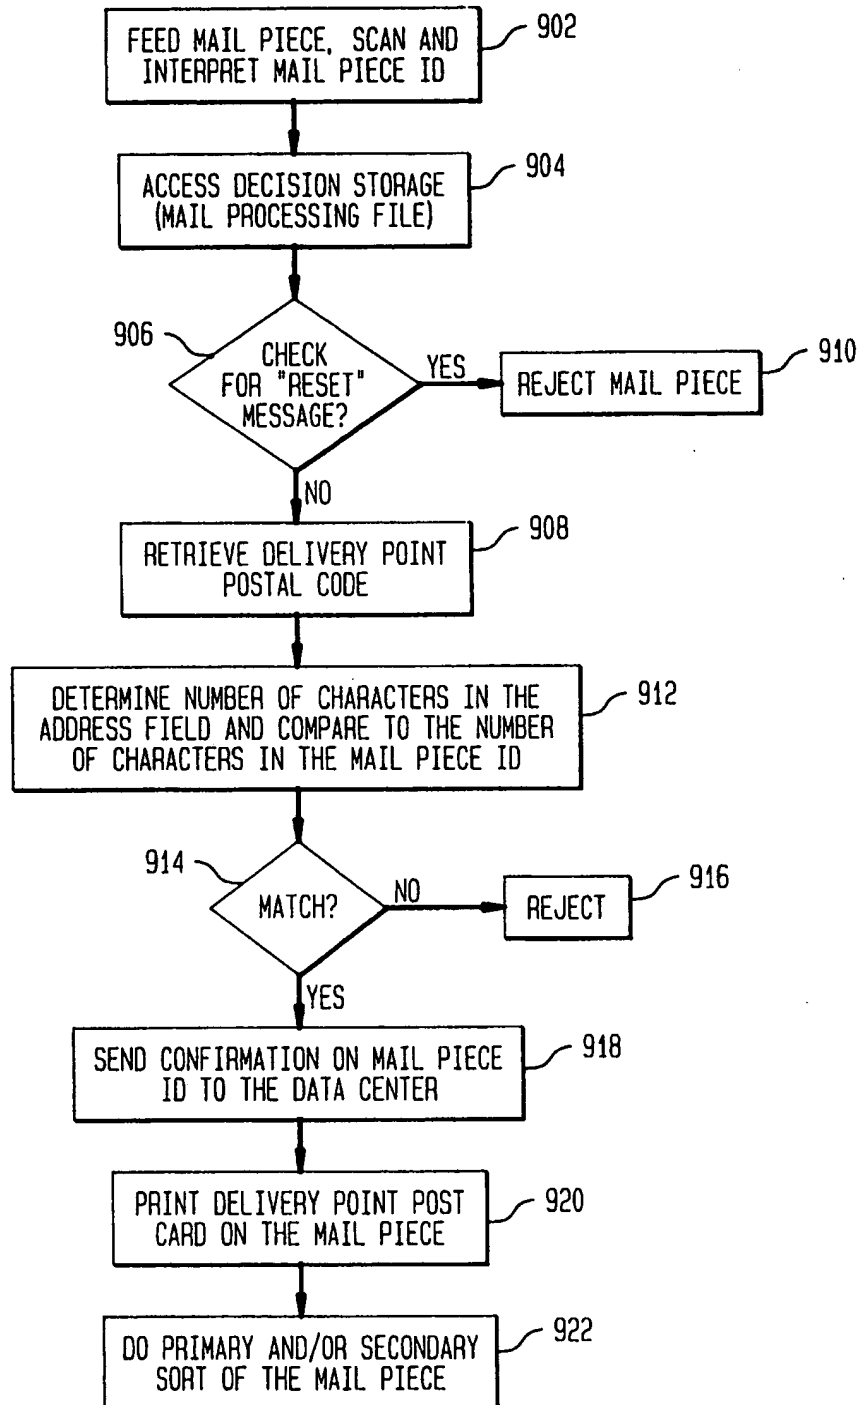 FEED MAIL PIECE, SCAN AND
INTERPRET MAIL PIECE ID
902
ACCESS DECISION STORAGE
(MAIL PROCESSING FILE)
904
906
CHECK
FOR "RESET"
MESSAGE?
YES
REJECT MAIL PIECE
910
NO
RETRIEVE DELIVERY POINT
POSTAL CODE
908
DETERMINE NUMBER OF CHARACTERS IN THE
ADDRESS FIELD AND COMPARE TO THE NUMBER
OF CHARACTERS IN THE MAIL PIECE ID
912
914
MATCH?
NO
REJECT
916
YES
SEND CONFIRMATION ON MAIL PIECE
ID TO THE DATA CENTER
918
PRINT DELIVERY POINT POST
CARD ON THE MAIL PIECE
920
DO PRIMARY AND/OR SECONDARY
SORT OF THE MAIL PIECE
922